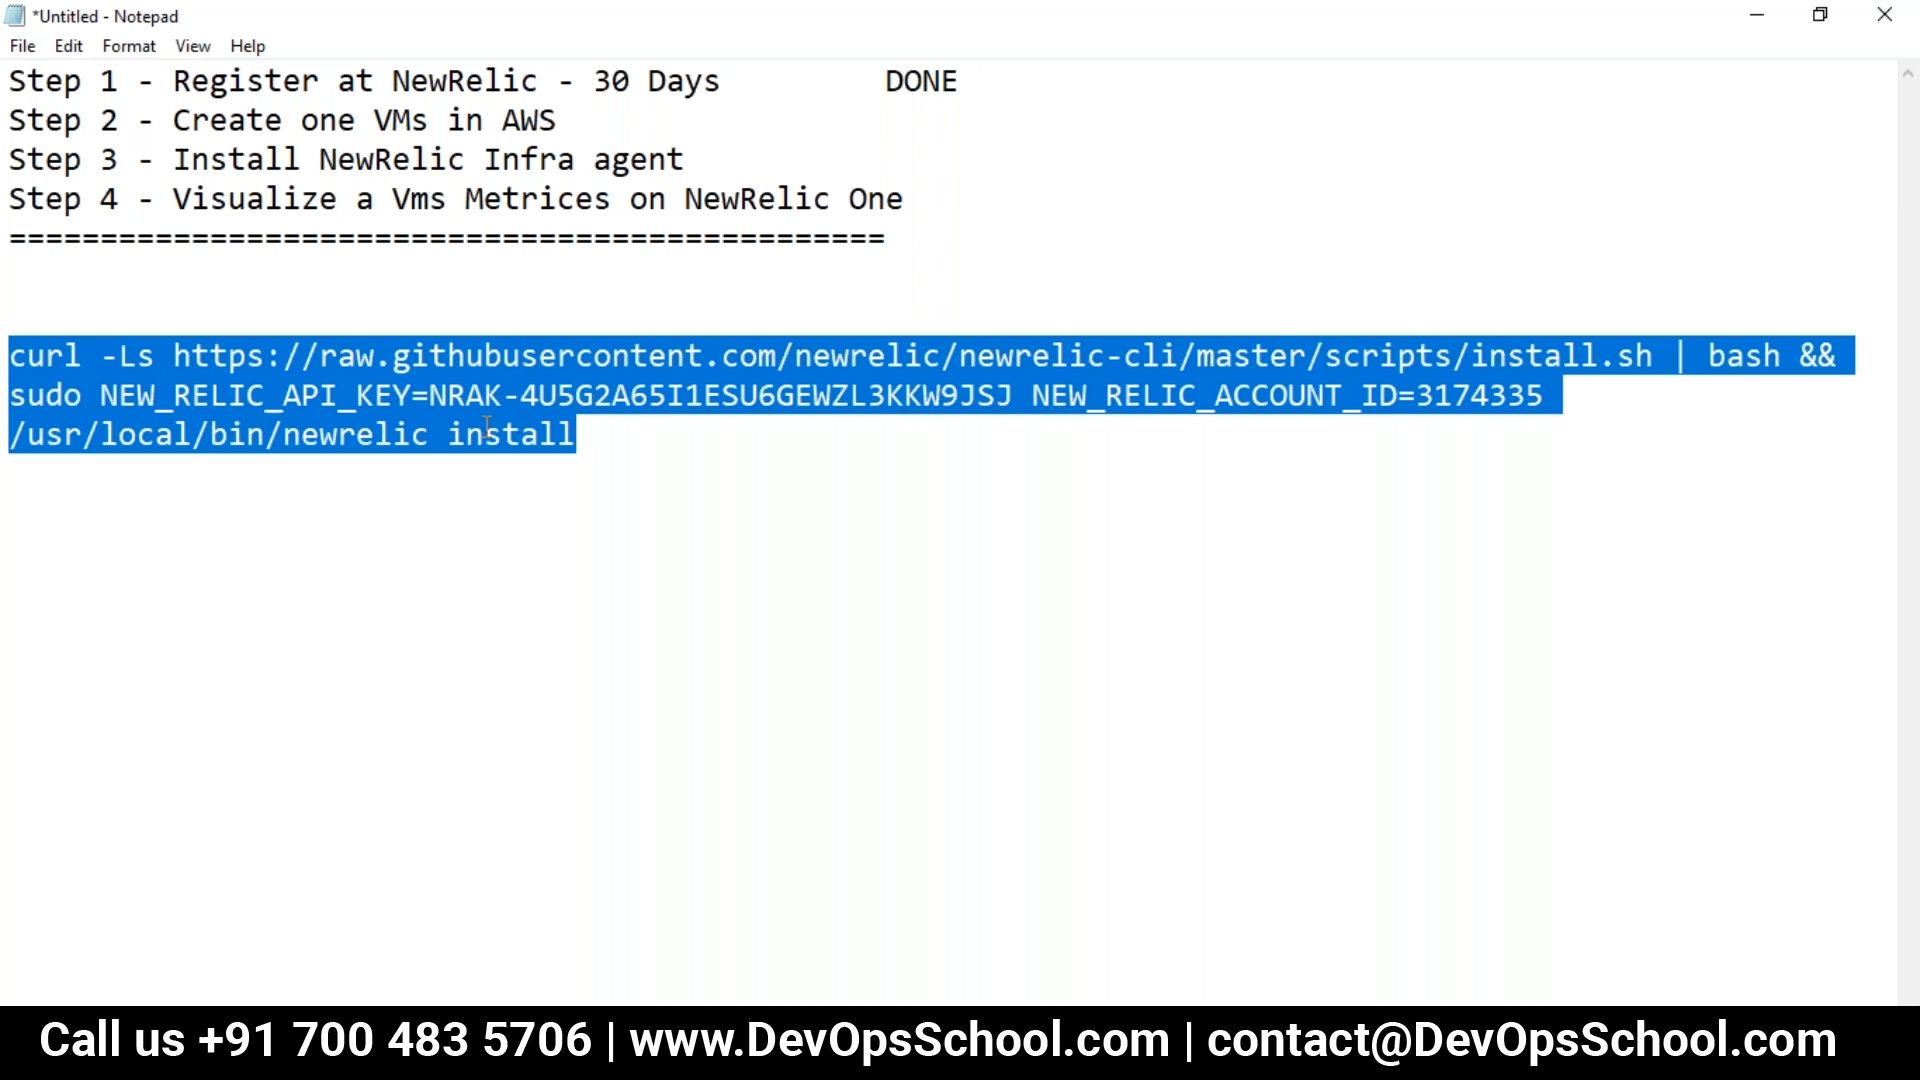 *Untitled - Notepad
File Edit Format View Help
Step 1 - Register at NewRelic - 30 Days DONE
Step 2 - Create one VMs in AWS
Step 3 - Install NewRelic Infra agent
Step 4 - Visualize a Vms Metrices on NewRelic One
================================================
curl -Ls https://raw.githubusercontent.com/newrelic/newrelic-cli/master/scripts/install.sh | bash &&
sudo NEW_RELIC_API_KEY=NRAK-4U5G2A65I1ESU6GEWZL3KKW9JSJ NEW_RELIC_ACCOUNT_ID=3174335
/usr/local/bin/newrelic install
Call us +91 700 483 5706 | www.DevOpsSchool.com | contact@DevOpsSchool.com